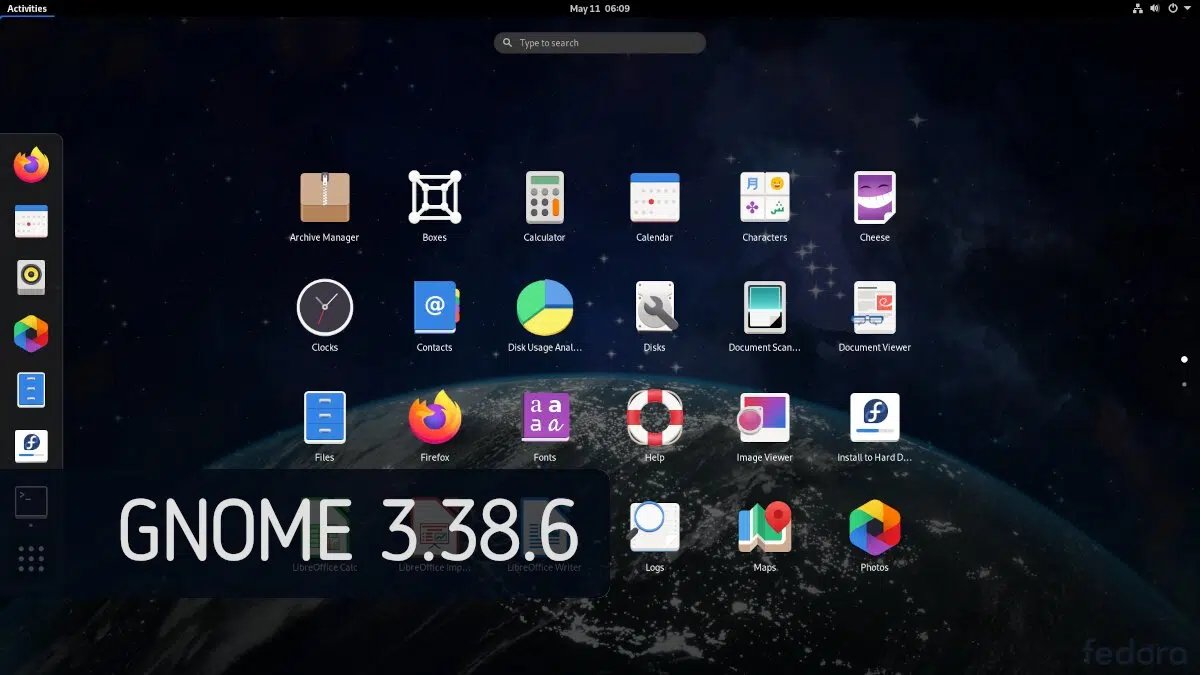 Activities
May 11 06:09
Type to search
Archive Manager
Boxes
Calculator
Calendar
Characters
Cheese
Clocks
Contacts
Disk Usage Anal...
Disks
Document Scan...
Document Viewer
Files
Firefox
Fonts
Help
Image Viewer
Install to Hard D...
GNOME 3.38.6
LibreOffice Calc
LibreOffice Imp...
LibreOffice Writer
Logs
Maps
Photos
fedora